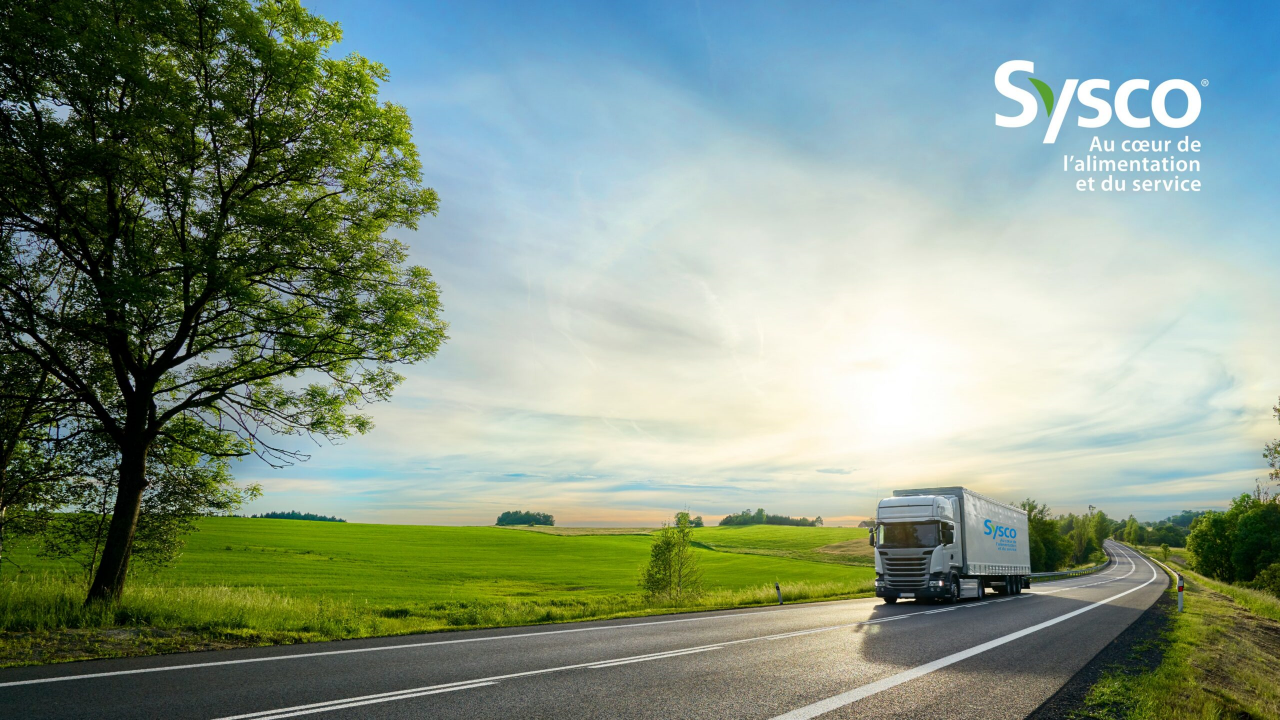 Sysco®
Au cœur de
l'alimentation
et du service
Sysco